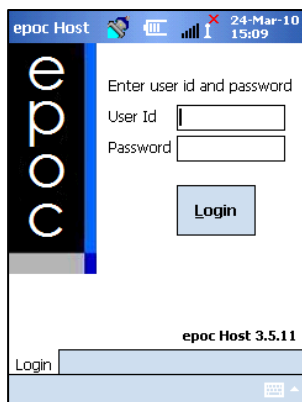 epoc Host
24-Mar-10
15:09
epoc
Enter user id and password
User Id
Password
Login
epoc Host 3.5.11
Login